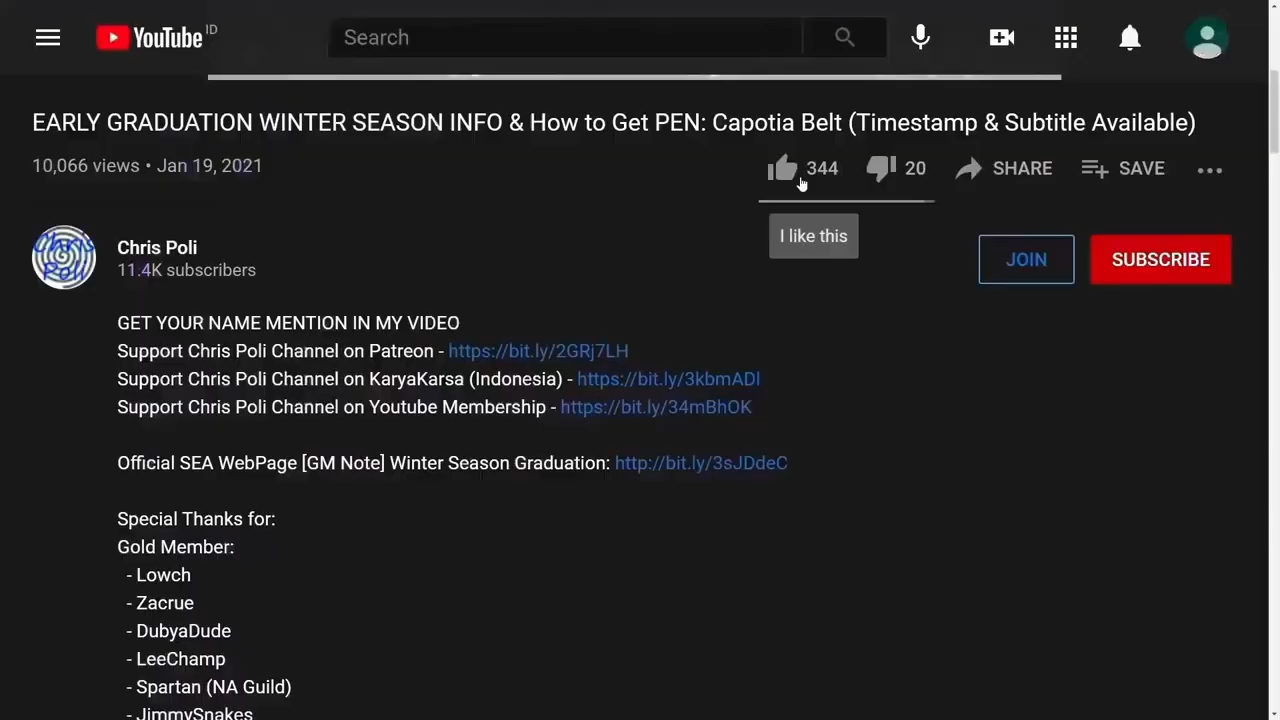 YouTube ID
Search
EARLY GRADUATION WINTER SEASON INFO & How to Get PEN: Capotia Belt (Timestamp & Subtitle Available)
10,066 views • Jan 19, 2021
344 20 SHARE SAVE
I like this
Chris Poli
Chris Poli
11.4K subscribers
JOIN
SUBSCRIBE
GET YOUR NAME MENTION IN MY VIDEO
Support Chris Poli Channel on Patreon - https://bit.ly/2GRj7LH
Support Chris Poli Channel on KaryaKarsa (Indonesia) - https://bit.ly/3kbmADl
Support Chris Poli Channel on Youtube Membership - https://bit.ly/34mBhOK
Official SEA WebPage [GM Note] Winter Season Graduation: http://bit.ly/3sJDdeC
Special Thanks for:
Gold Member:
- Lowch
- Zacrue
- DubyaDude
- LeeChamp
- Spartan (NA Guild)
- JimmySnakes